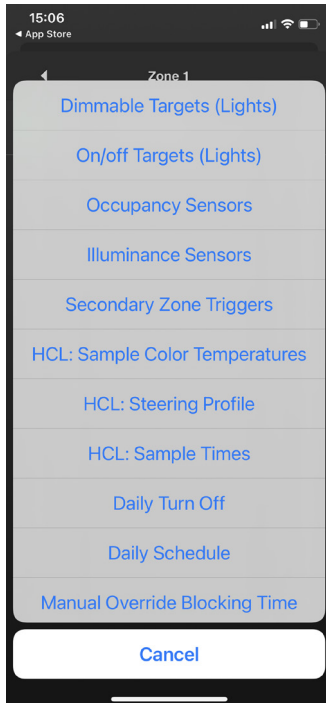 15:06
◀ App Store
Zone 1
Dimmable Targets (Lights)
On/off Targets (Lights)
Occupancy Sensors
Illuminance Sensors
Secondary Zone Triggers
HCL: Sample Color Temperatures
HCL: Steering Profile
HCL: Sample Times
Daily Turn Off
Daily Schedule
Manual Override Blocking Time
Cancel